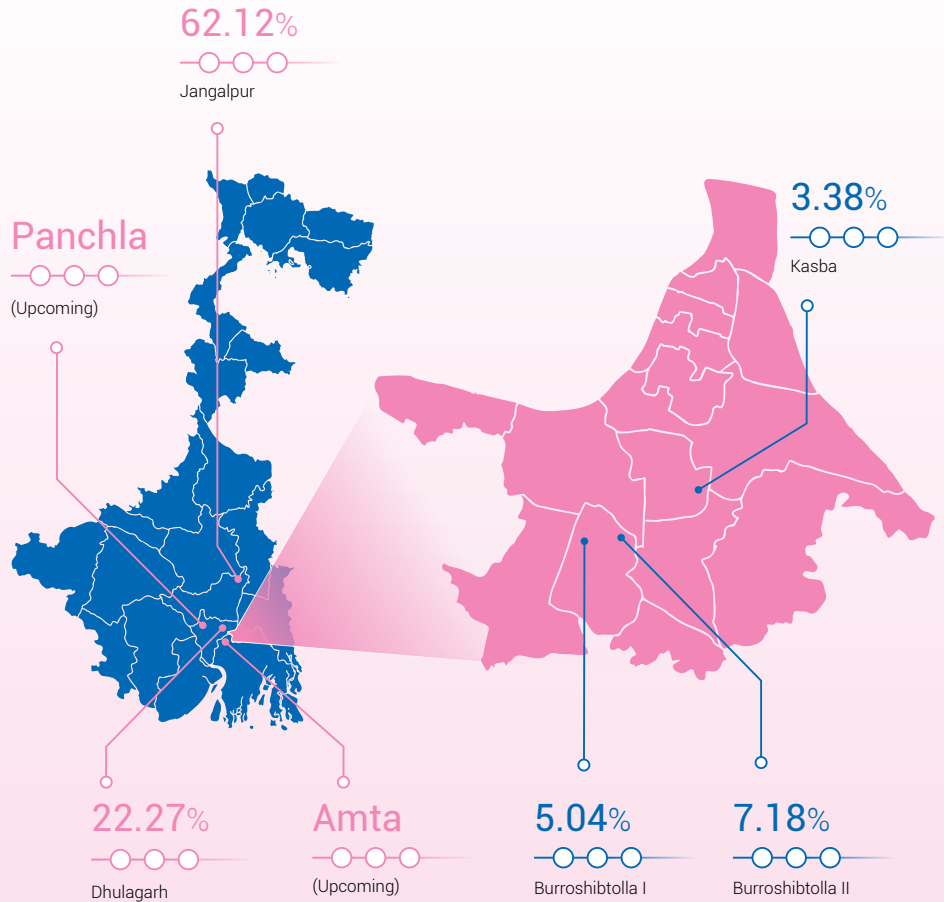 62.12%
Jangalpur
Panchla
(Upcoming)
3.38%
Kasba
22.27%
Dhulagarh
Amta
(Upcoming)
5.04%
Burroshibtolla I
7.18%
Burroshibtolla II